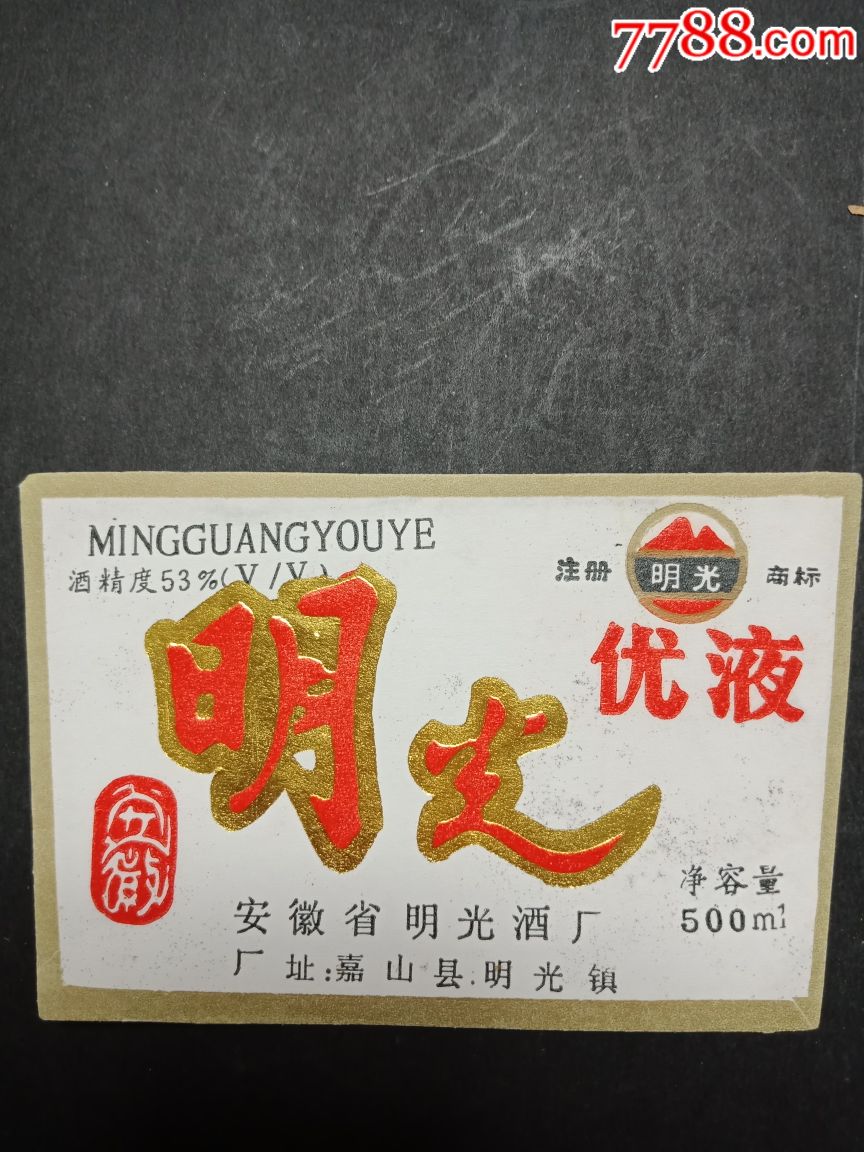 7788.com
MINGGUANGYOUYE
酒精度53%(V/V)
注册 明光 商标
优液
明光
安徽
净容量
500ml
安徽省明光酒厂
厂址:嘉山县.明光镇